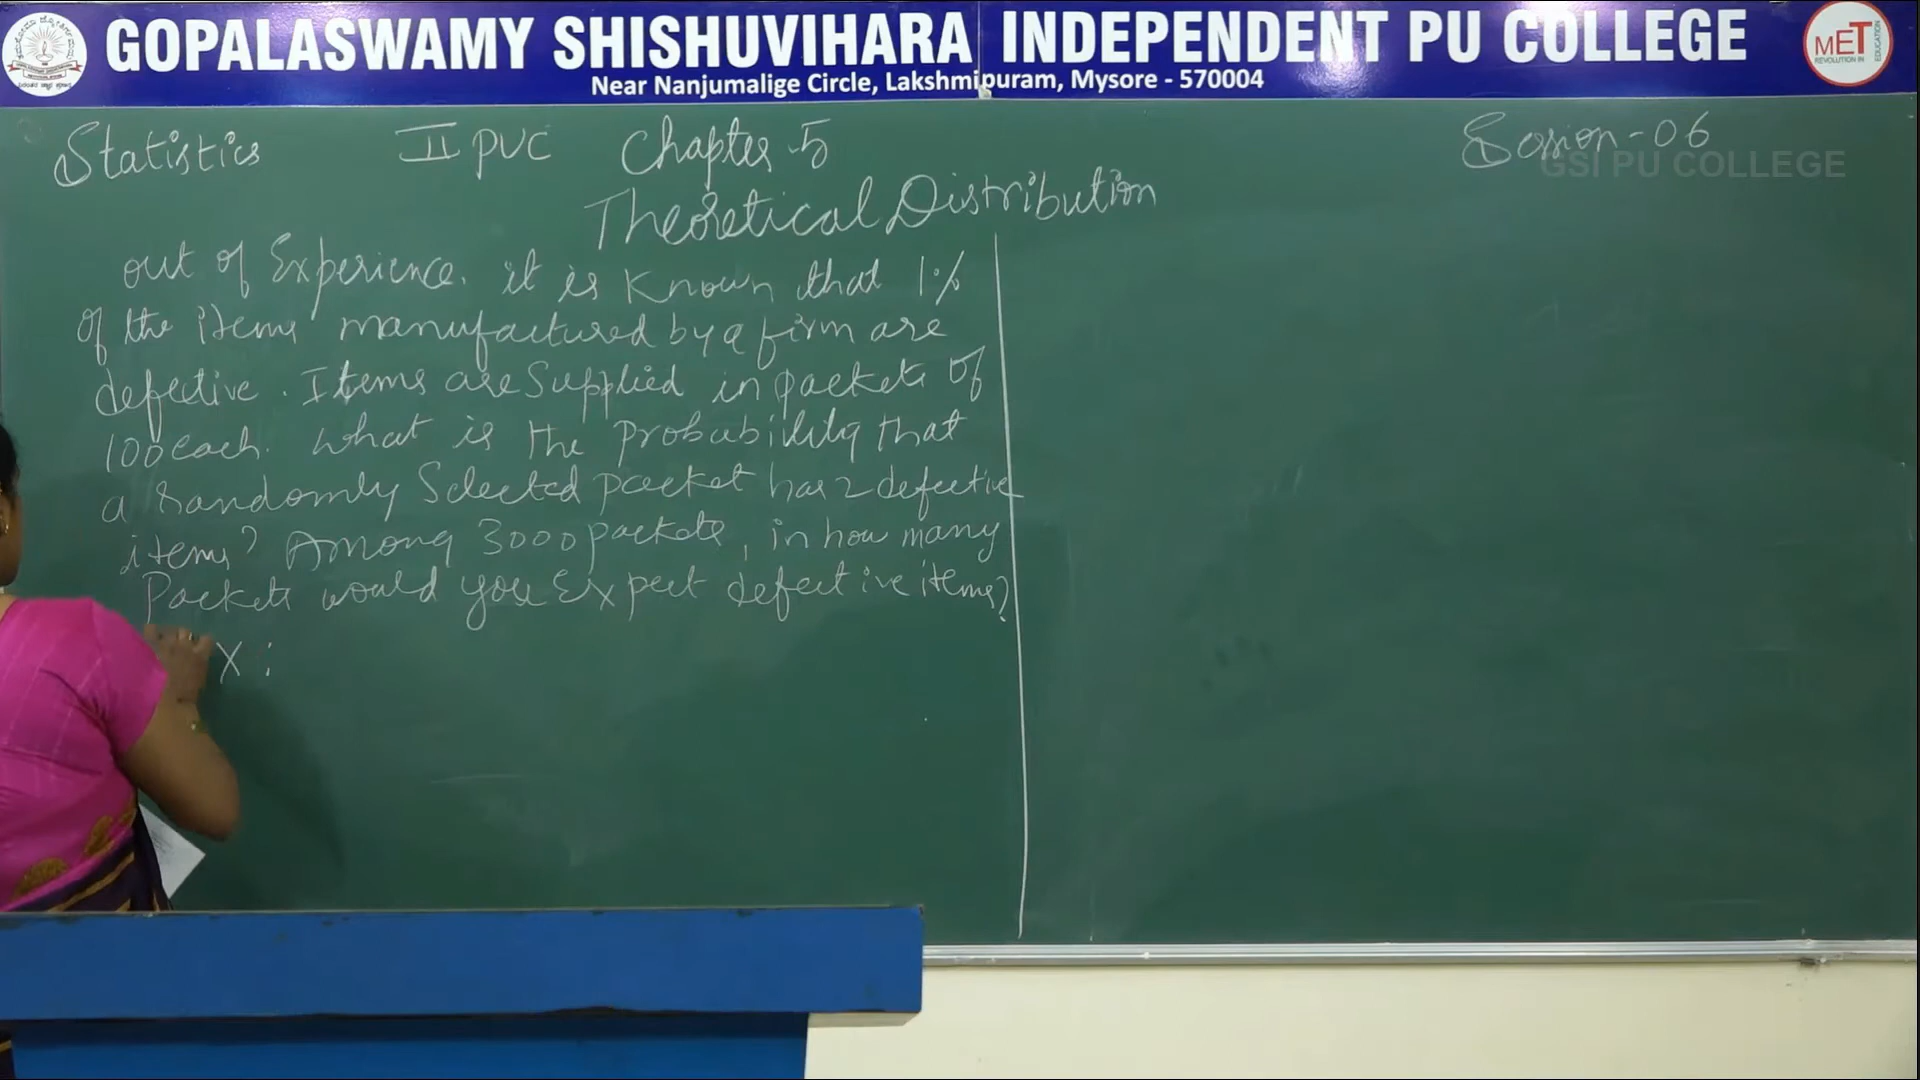 GOPALASWAMY SHISHUVIHARA INDEPENDENT PU COLLEGE
Near Nanjumalige Circle, Lakshmipuram, Mysore - 570004
MET
REVOLUTION IN EDUCATION
Statistics II PUC Chapter-5 Session-06
GSI PU COLLEGE
Theoretical Distribution
out of Experience. it is Known that 1%
of the items manufactured by a firm are
defective. Items are Supplied in packets of
100 each. what is the probability that
a randomly Selected packet has 2 defective
items? Among 3000 packets, in how many
Packets would you Expect defective items?
X :